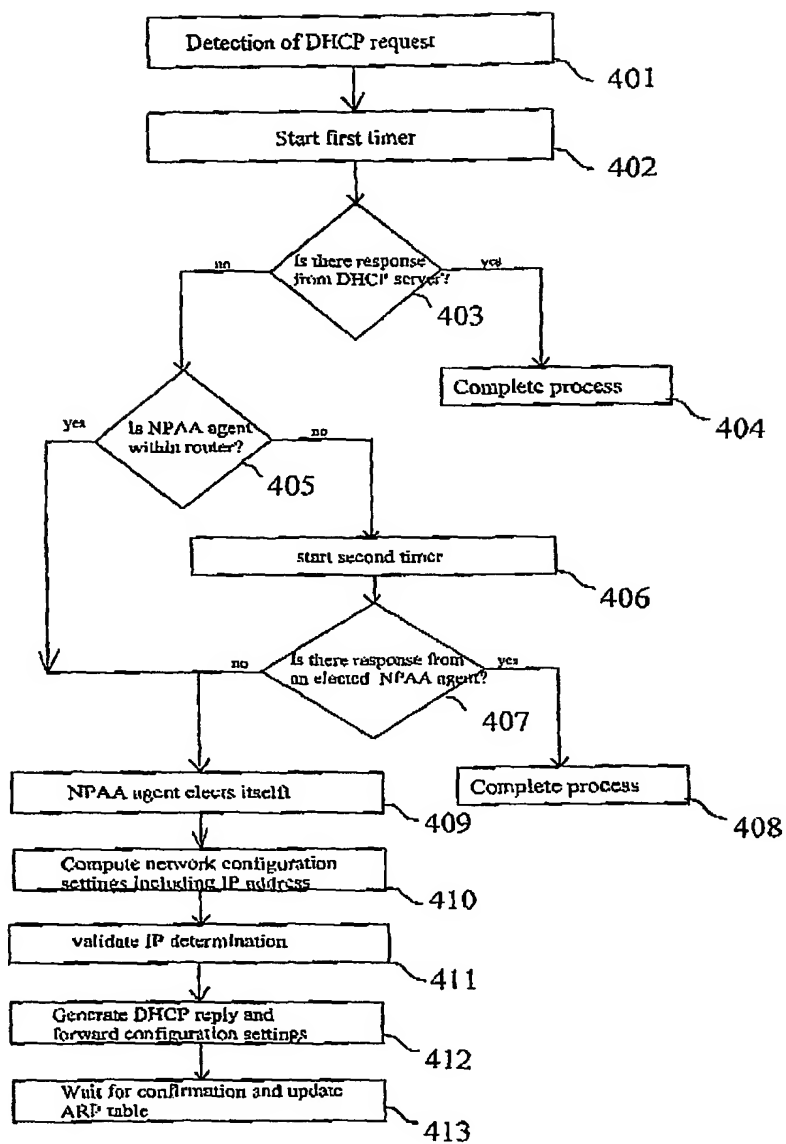 Detection of DHCP request
401
Start first timer
402
Is there response
from DHCP server?
no
yes
403
Complete process
404
Is NPAA agent
within router?
yes
no
405
start second timer
406
Is there response from
an elected NPAA agent?
no
yes
407
Complete process
408
NPAA agent elects itself
409
Compute network configuration
settings including IP address
410
validate IP determination
411
Generate DHCP reply and
forward configuration settings
412
Wait for confirmation and update
ARP table
413